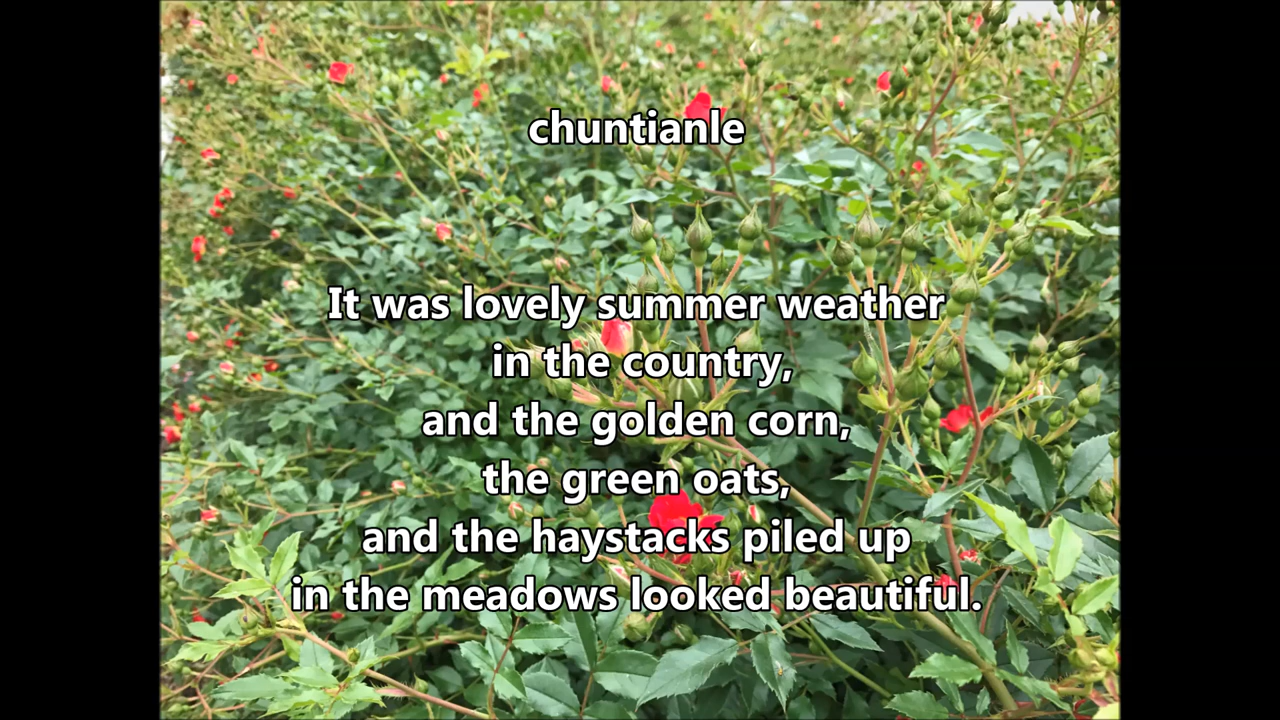 chuntianle
It was lovely summer weather
in the country,
and the golden corn,
the green oats,
and the haystacks piled up
in the meadows looked beautiful.